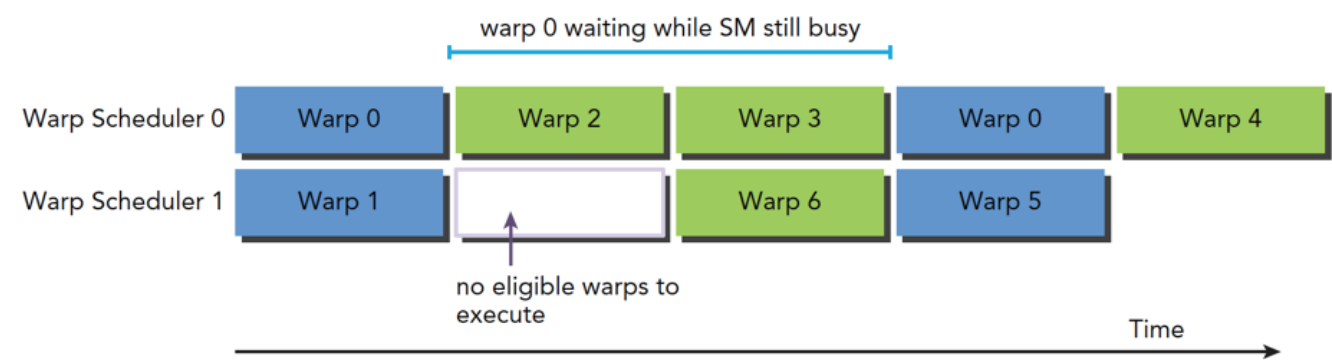 warp 0 waiting while SM still busy
Warp Scheduler 0 Warp 0 Warp 2 Warp 3 Warp 0 Warp 4
Warp Scheduler 1 Warp 1 Warp 6 Warp 5
no eligible warps to
execute
Time